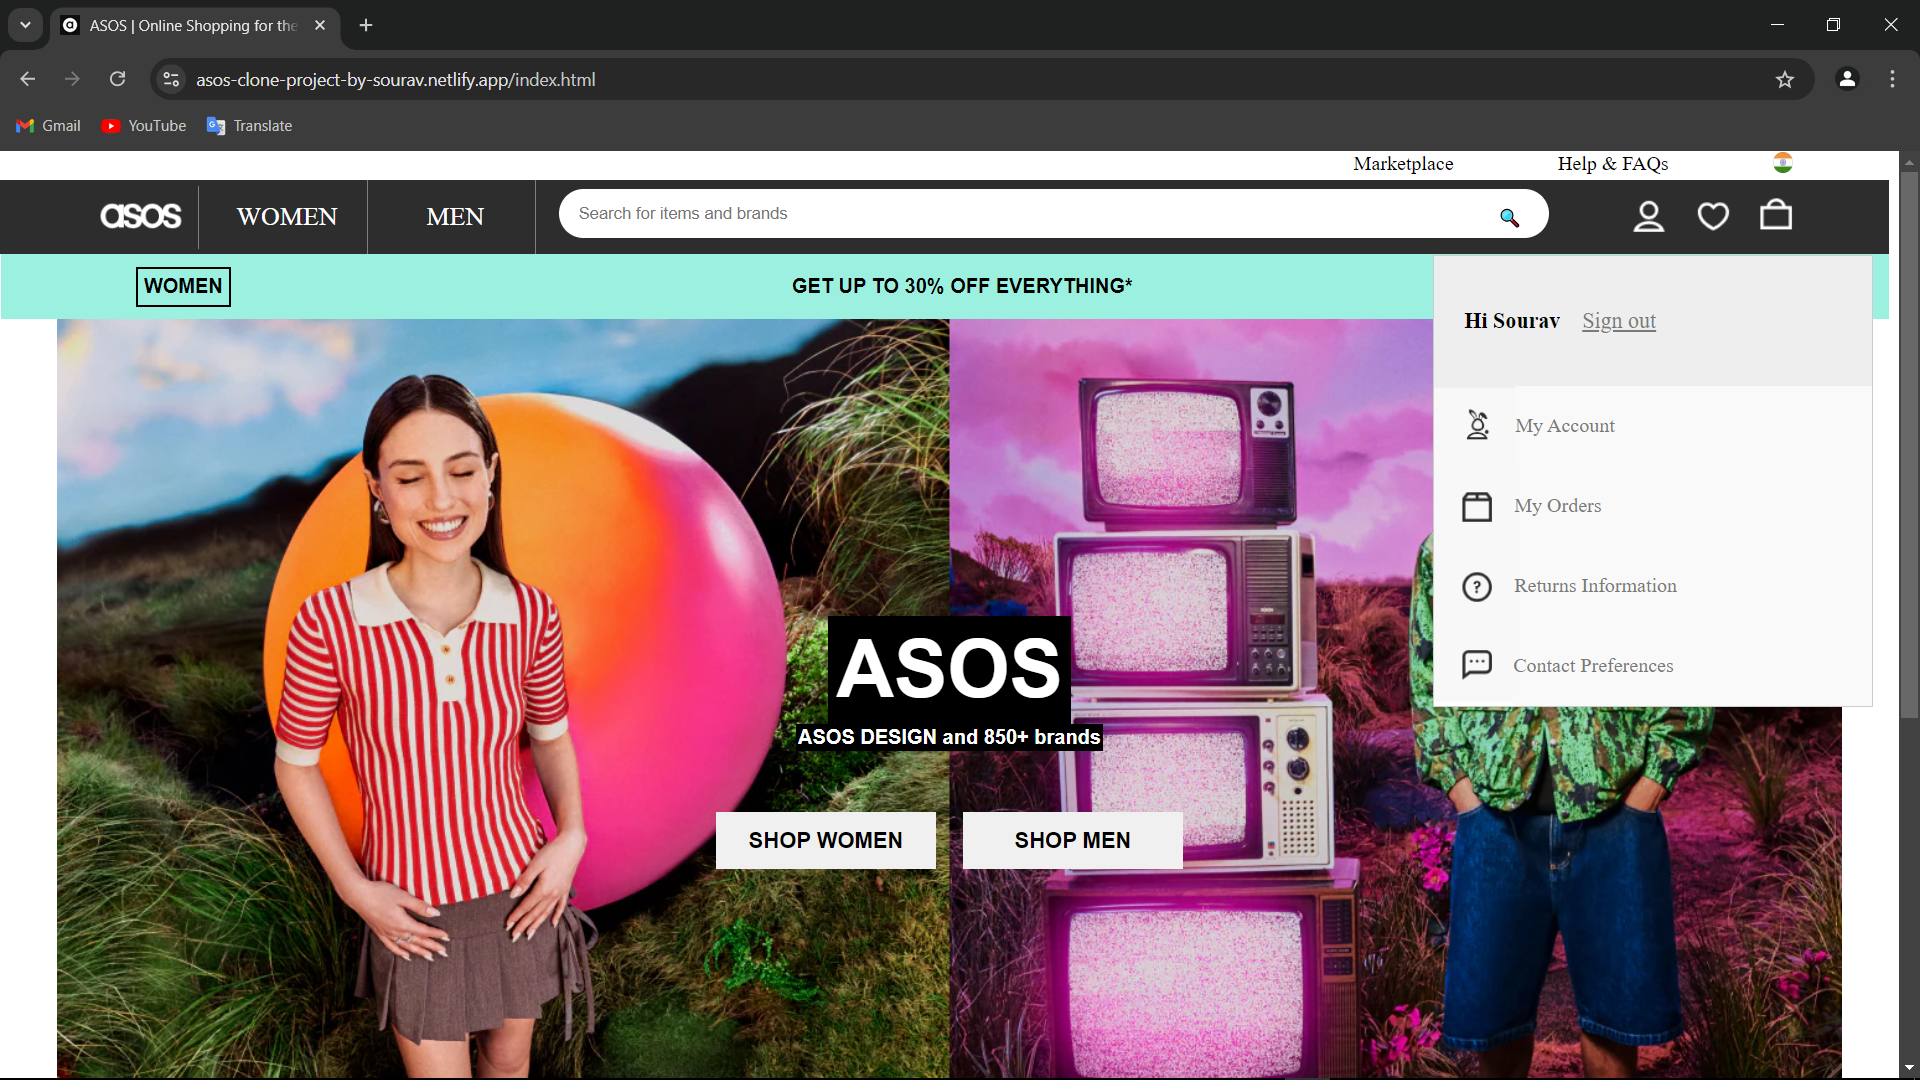 ASOS | Online Shopping for the
asos-clone-project-by-sourav.netlify.app/index.html
Gmail YouTube Translate
Marketplace Help & FAQs
asos WOMEN MEN Search for items and brands
WOMEN GET UP TO 30% OFF EVERYTHING*
Hi Sourav Sign out
My Account
My Orders
Returns Information
Contact Preferences
ASOS
ASOS DESIGN and 850+ brands
SHOP WOMEN SHOP MEN